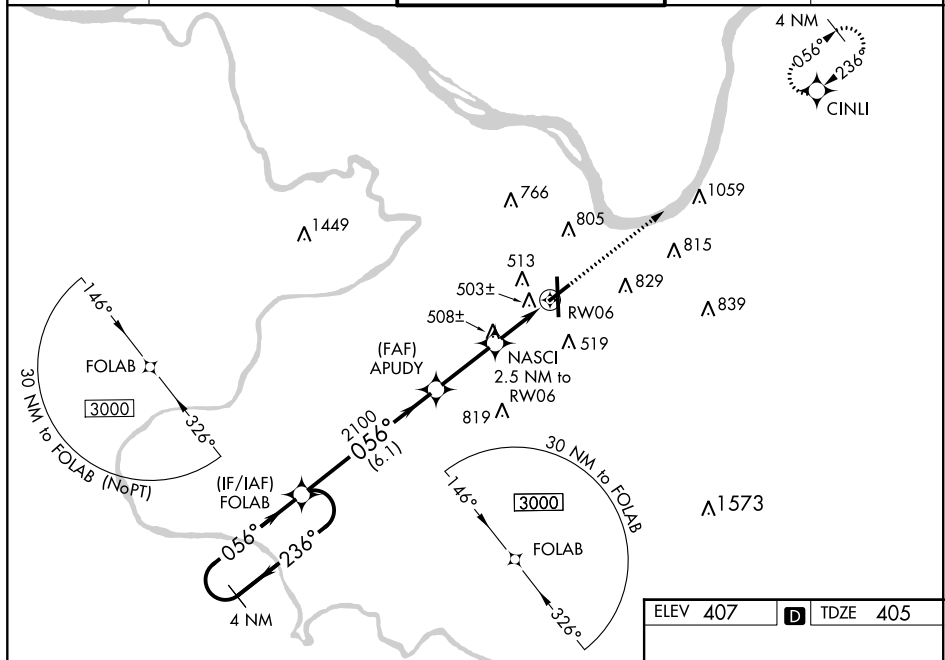 4 NM
056°
236°
CINLI
1059
766
805
1449
815
513
829
503±
RW06
839
508±
519
(FAF)
APUDY
NASCI
2.5 NM to
RW06
146°
FOLAB
3000
326°
30 NM to FOLAB (NoPT)
2100
056°
(6.1)
819
(IF/IAF)
FOLAB
30 NM to FOLAB
146°
3000
1573
FOLAB
326°
056°
236°
4 NM
ELEV 407 D TDZE 405